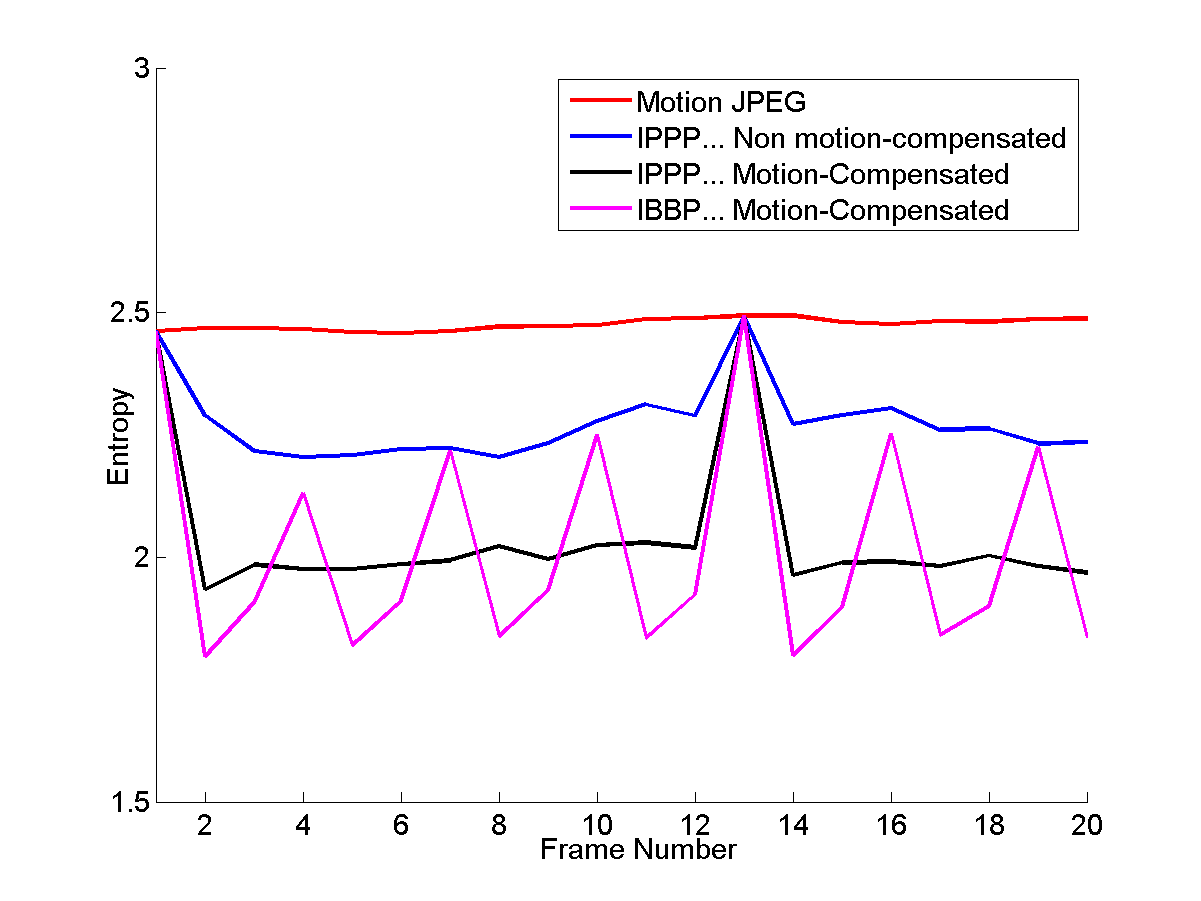 3
Motion JPEG
IPPP... Non motion-compensated
IPPP... Motion-Compensated
IBBP... Motion-Compensated
2.5
Entropy
2
1.5
2 4 6 8 10 12 14 16 18 20
Frame Number